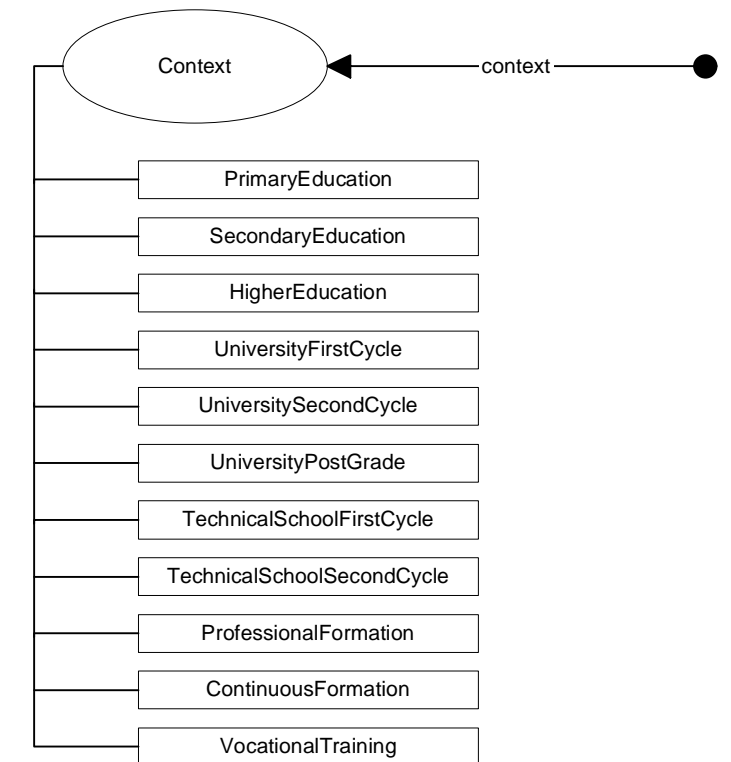 Context
context
PrimaryEducation
SecondaryEducation
HigherEducation
UniversityFirstCycle
UniversitySecondCycle
UniversityPostGrade
TechnicalSchoolFirstCycle
TechnicalSchoolSecondCycle
ProfessionalFormation
ContinuousFormation
VocationalTraining